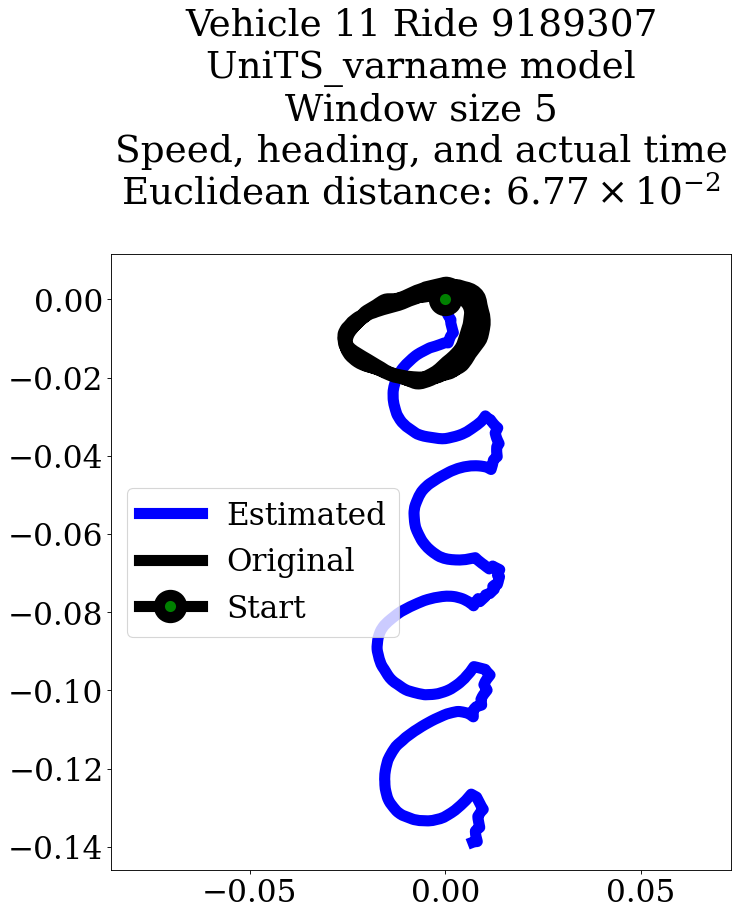 Vehicle 11 Ride 9189307
UniTS_varname model
Window size 5
Speed, heading, and actual time
Euclidean distance: 6.77 × 10⁻²
0.00
−0.02
−0.04
−0.06
−0.08
−0.10
−0.12
−0.14
Estimated
Original
Start
−0.05
0.00
0.05